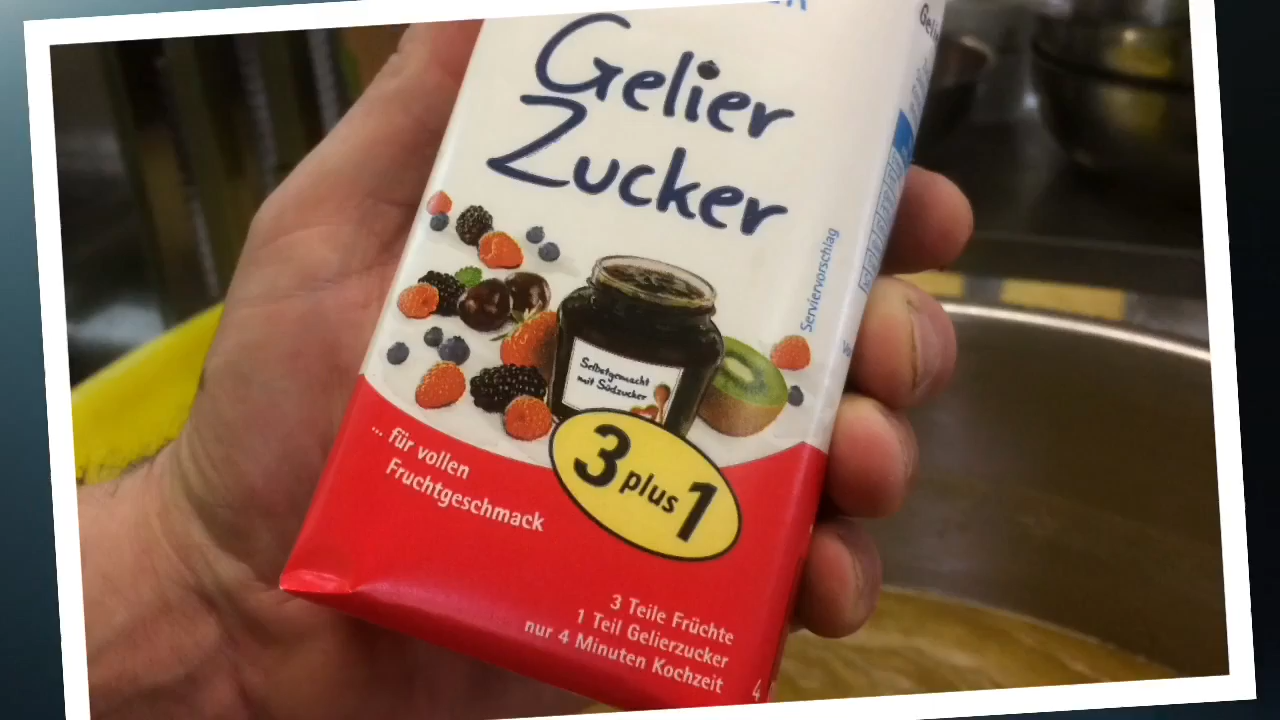 Gelier
Zucker
Serviervorschlag
Selbstgemacht
mit Südzucker
... für vollen
Fruchtgeschmack
3 plus 1
3 Teile Früchte
1 Teil Gelierzucker
nur 4 Minuten Kochzeit
4